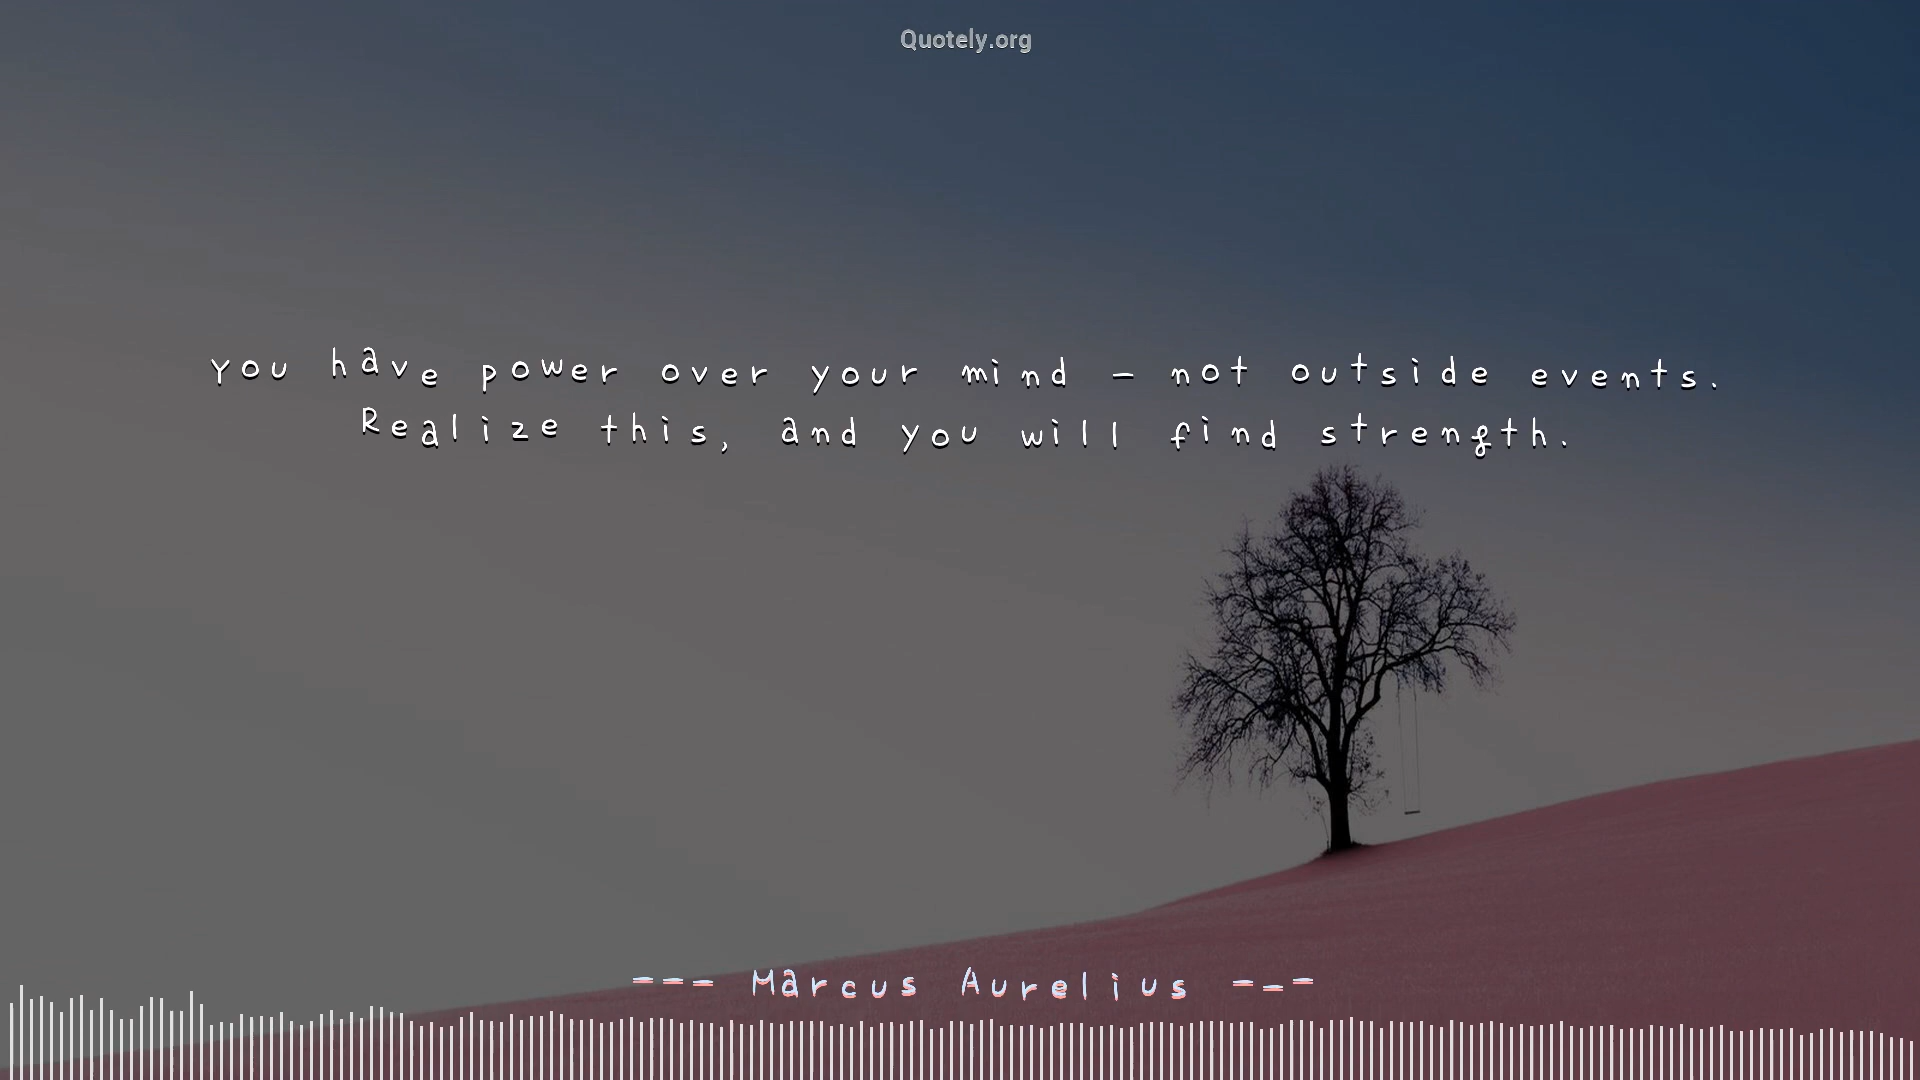 Quotely.org
You have power over your mind - not outside events.
Realize this, and you will find strength.
--- Marcus Aurelius ---